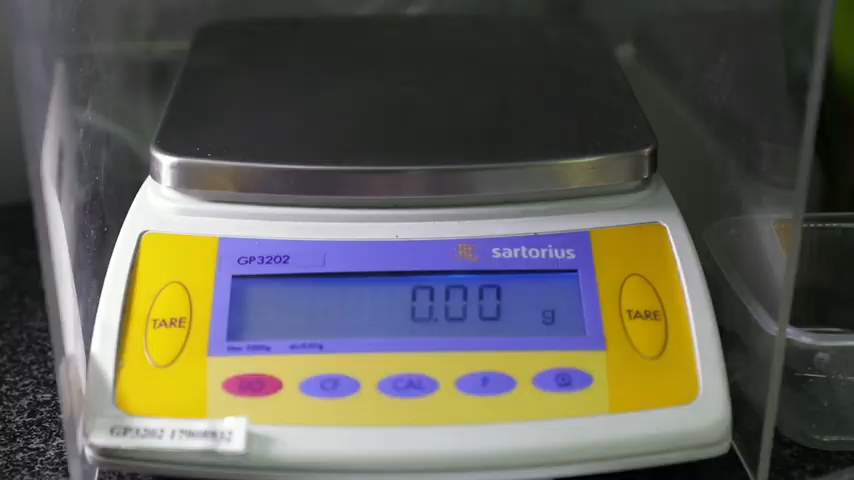 GP3202
sartorius
0.00 g
TARE
TARE
CF
CAL
P
GP3202